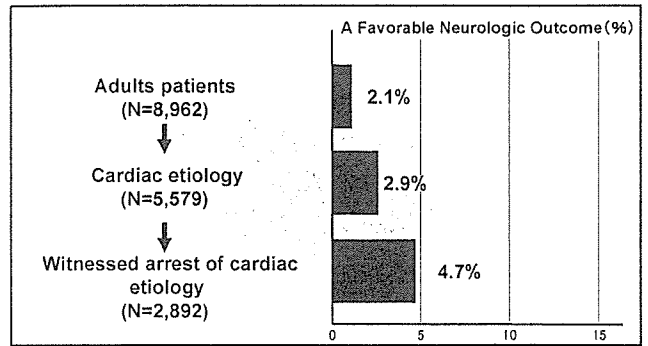 A Favorable Neurologic Outcome(%)
Adults patients
(N=8,962)
2.1%
Cardiac etiology
(N=5,579)
2.9%
Witnessed arrest of cardiac
etiology
(N=2,892)
4.7%
0 5 10 15